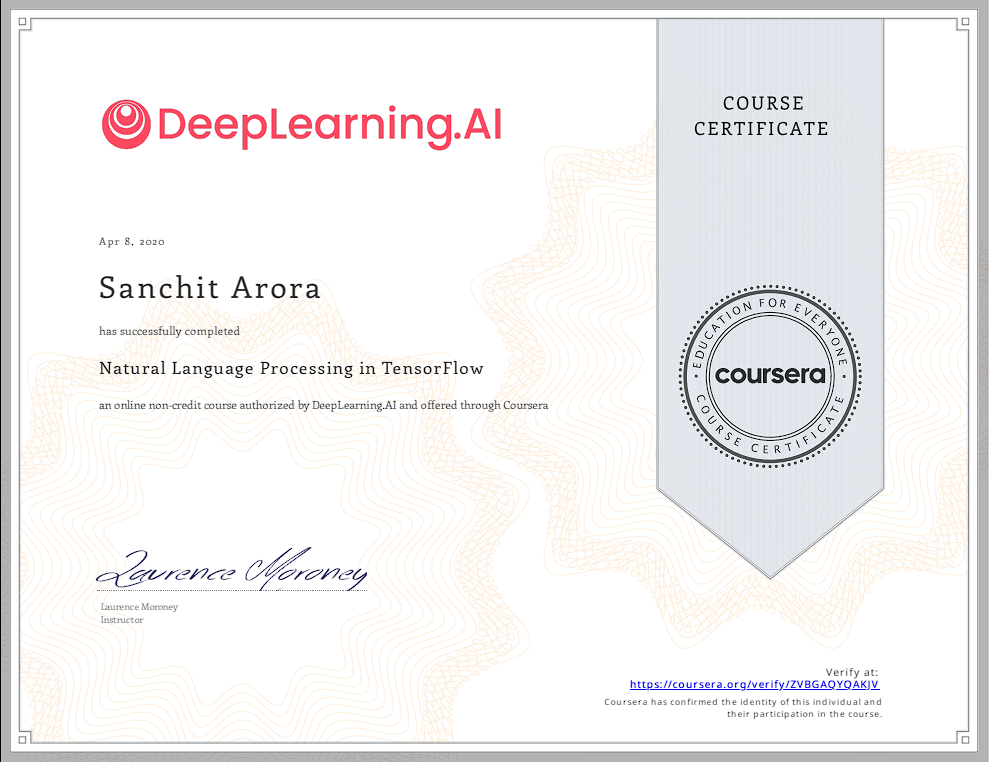 DeepLearning.AI
COURSE
CERTIFICATE
Apr 8, 2020
Sanchit Arora
has successfully completed
Natural Language Processing in TensorFlow
an online non-credit course authorized by DeepLearning.AI and offered through Coursera
EDUCATION FOR EVERYONE
coursera
COURSE CERTIFICATE
Laurence Moroney
Laurence Moroney
Instructor
Verify at:
https://coursera.org/verify/ZVBGAQYQAKJV
Coursera has confirmed the identity of this individual and
their participation in the course.